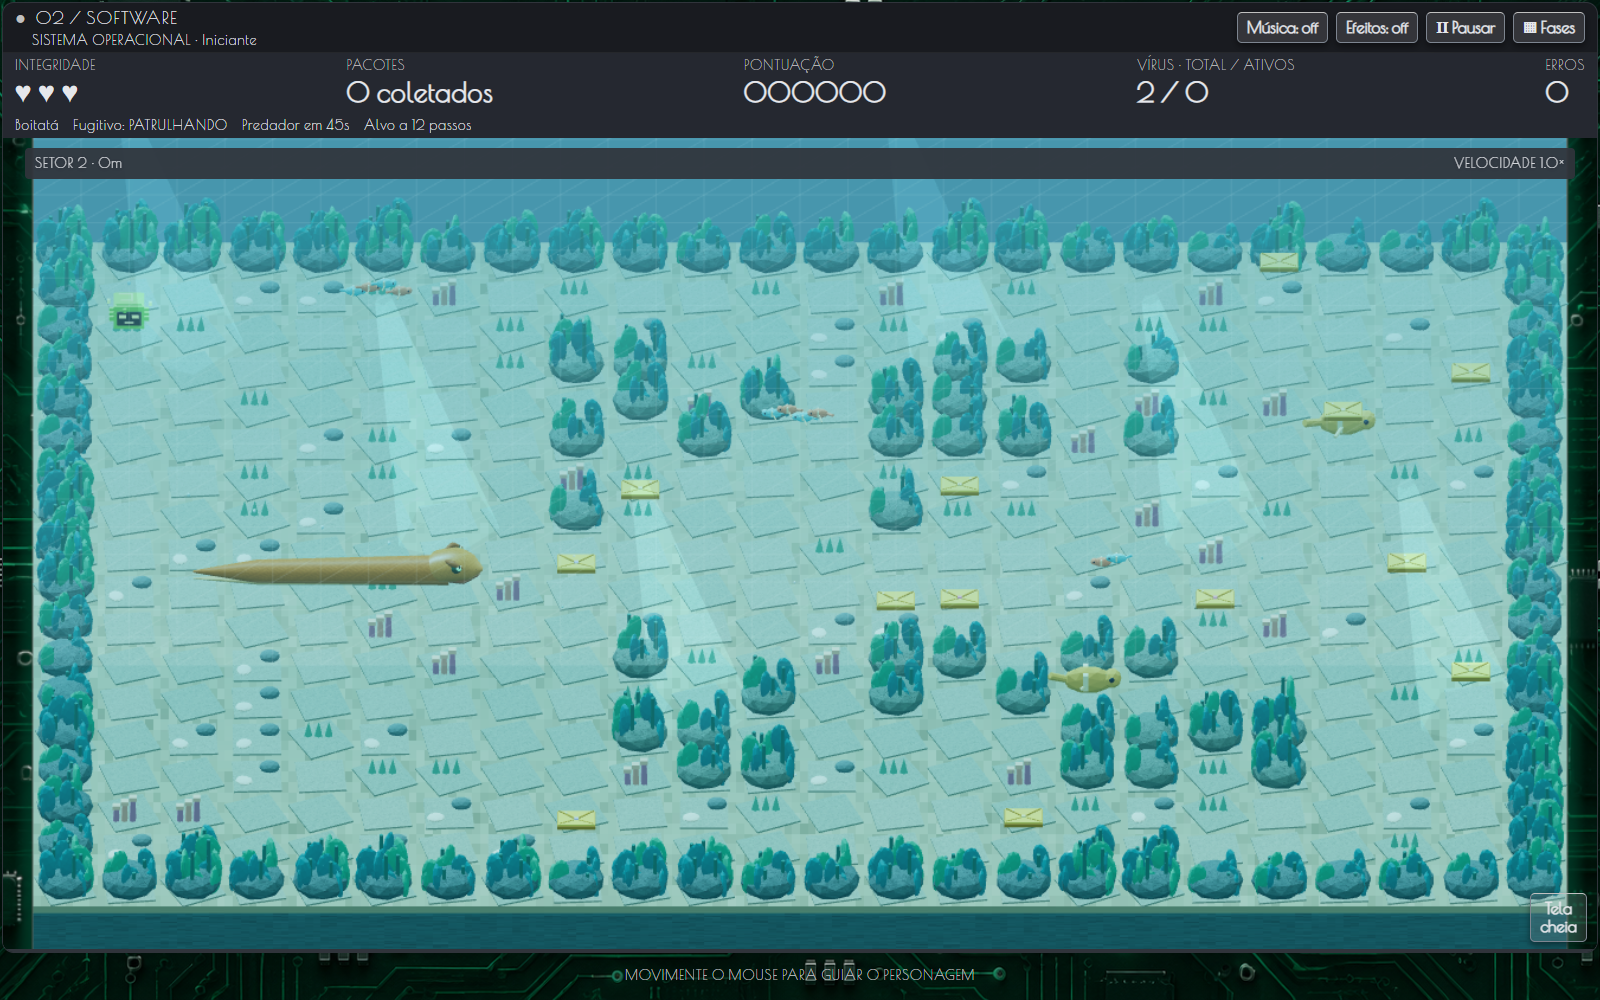 02 / SOFTWARE
SISTEMA OPERACIONAL · Iniciante
Música: off
Efeitos: off
Pausar
Fases
INTEGRIDADE
PACOTES
PONTUAÇÃO
VÍRUS · TOTAL / ATIVOS
ERROS
♥ ♥ ♥
0 coletados
000000
2 / 0
0
Boitatá Fugitivo: PATRULHANDO Predador em 45s Alvo a 12 passos
SETOR 2 · 0m
VELOCIDADE 1.0×
Tela
cheia
MOVIMENTE O MOUSE PARA GUIAR O PERSONAGEM